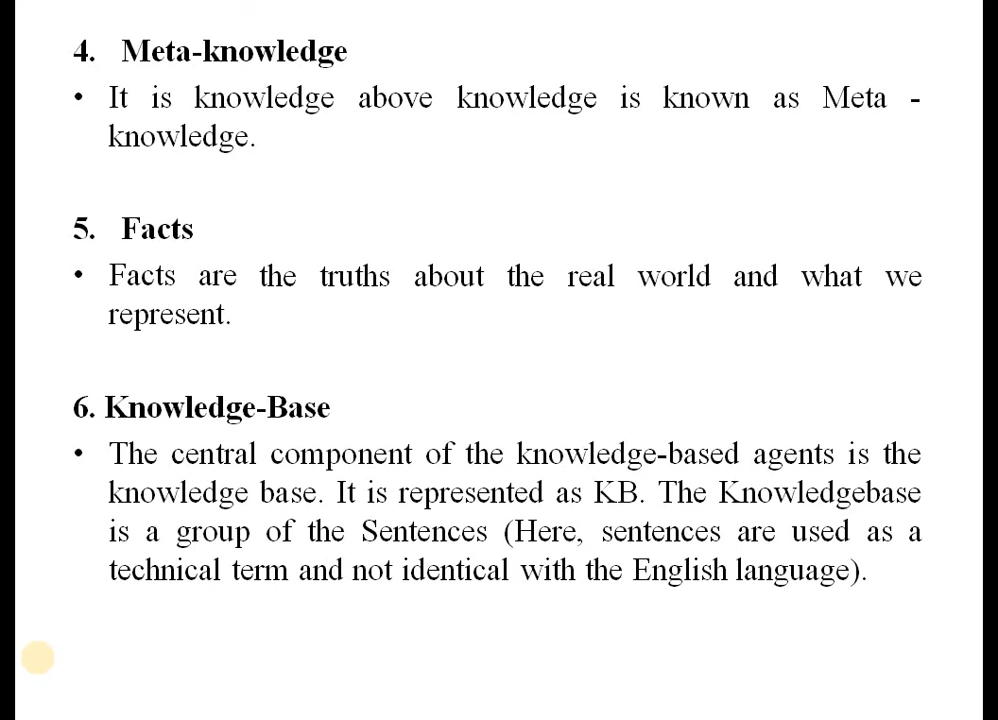 4. Meta-knowledge
• It is knowledge above knowledge is known as Meta -
knowledge.
5. Facts
• Facts are the truths about the real world and what we
represent.
6. Knowledge-Base
• The central component of the knowledge-based agents is the
knowledge base. It is represented as KB. The Knowledgebase
is a group of the Sentences (Here, sentences are used as a
technical term and not identical with the English language).